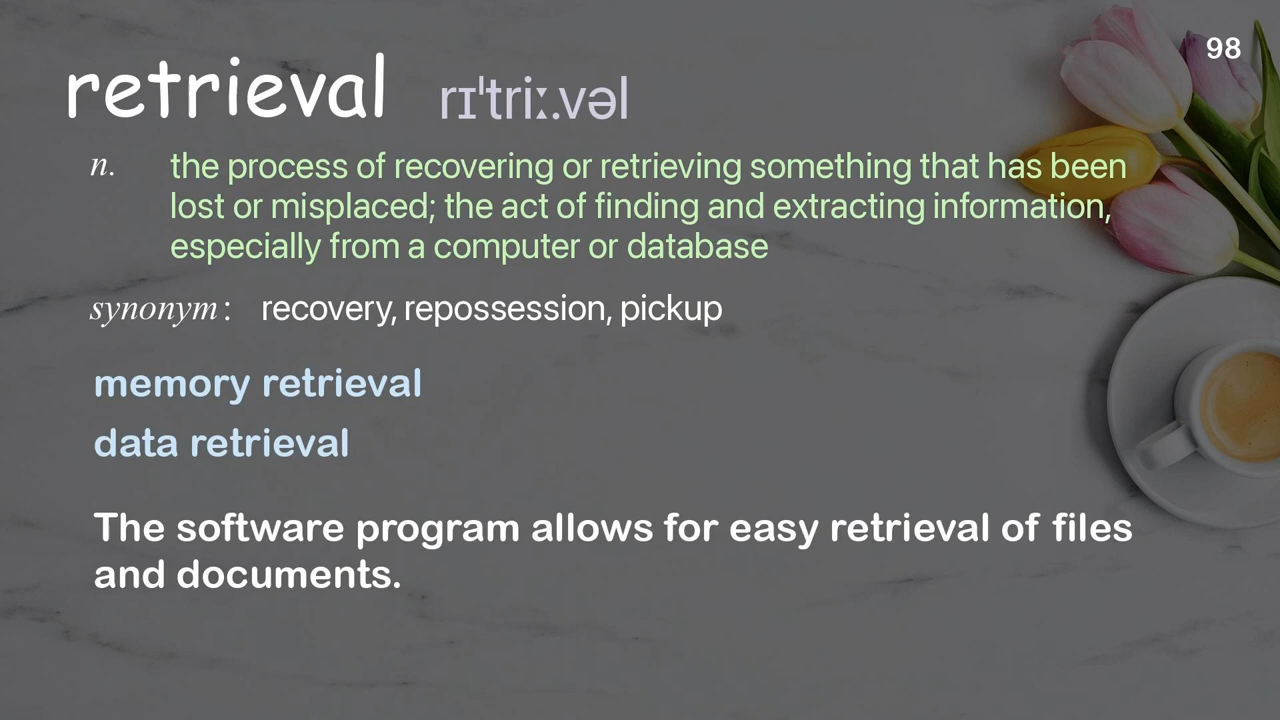 98
retrieval rɪˈtriː.vəl
n. the process of recovering or retrieving something that has been
lost or misplaced; the act of finding and extracting information,
especially from a computer or database
synonym: recovery, repossession, pickup
memory retrieval
data retrieval
The software program allows for easy retrieval of files
and documents.